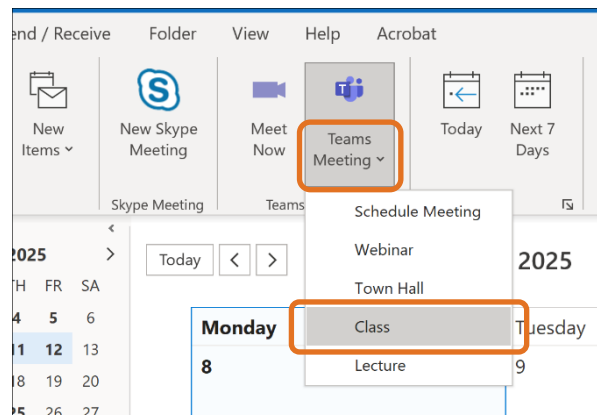 end / Receive Folder View Help Acrobat
New Items
New Skype Meeting
Meet Now
Teams Meeting
Today
Next 7 Days
Skype Meeting Teams
Schedule Meeting
Webinar
Town Hall
Class
Lecture
2025
TH FR SA
4 5 6
11 12 13
18 19 20
25 26 27
Today
2025
Monday Tuesday
8 9